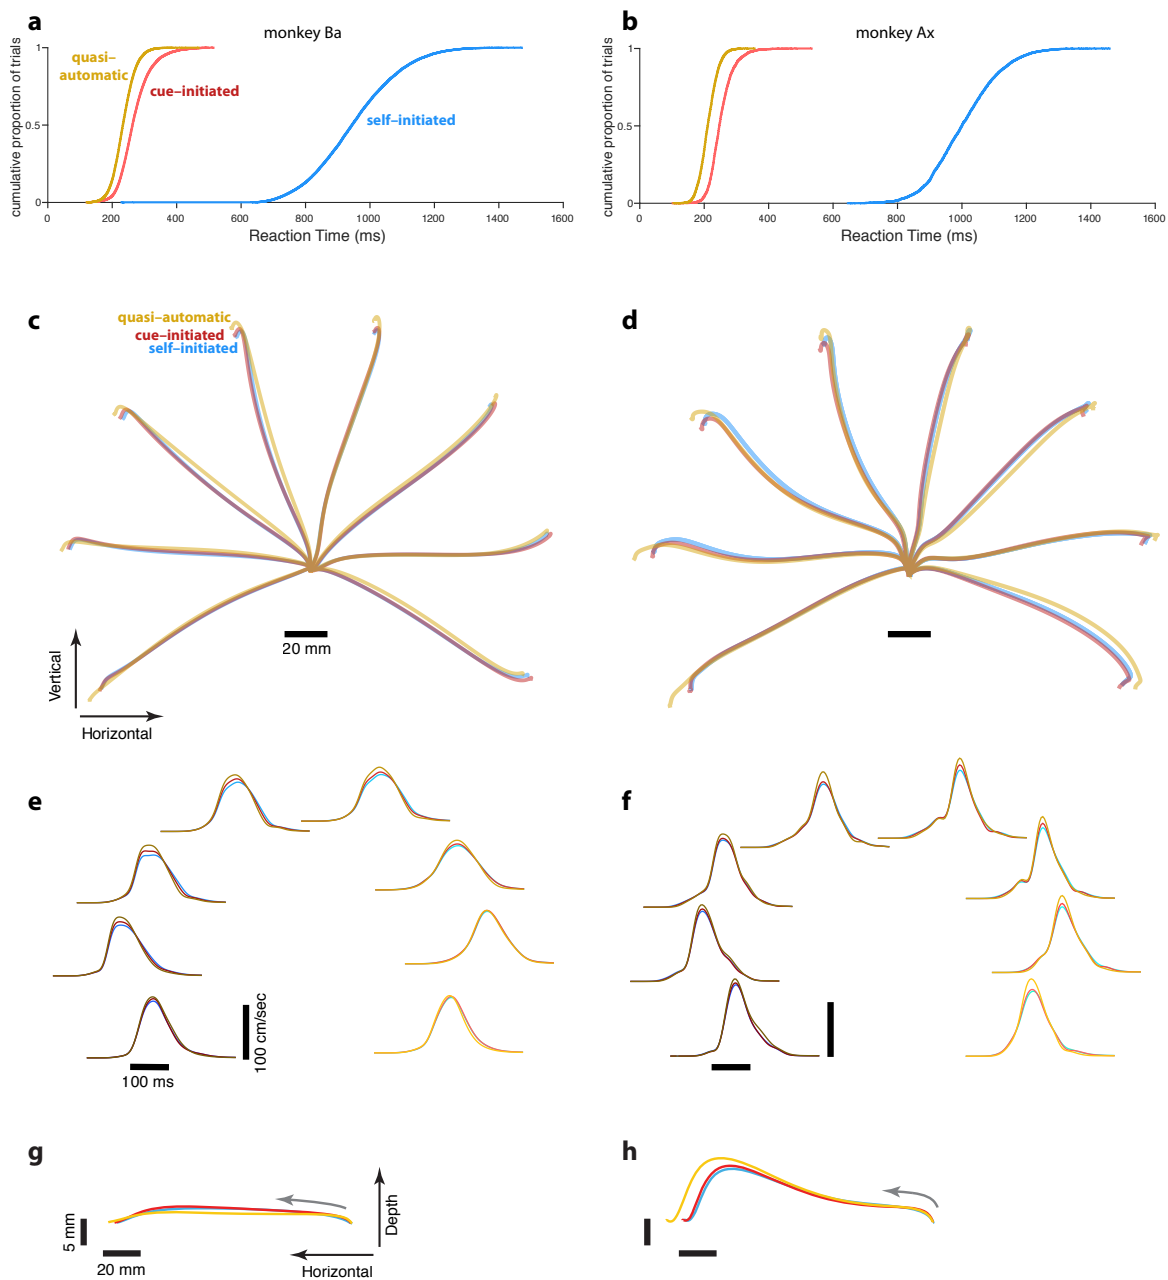 a
monkey Ba
cumulative proportion of trials
1
0.5
0
quasi–
automatic
cue–initiated
self–initiated
0 200 400 600 800 1000 1200 1400 1600
Reaction Time (ms)
b
monkey Ax
cumulative proportion of trials
1
0.5
0
0 200 400 600 800 1000 1200 1400 1600
Reaction Time (ms)
c
quasi–automatic
cue–initiated
self–initiated
20 mm
Vertical
Horizontal
d
e
100 cm/sec
100 ms
f
g
5 mm
20 mm
Depth
Horizontal
h